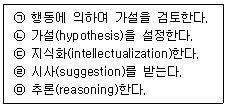 ㉠ 행동에 의하여 가설을 검토한다.
㉡ 가설(hypothesis)을 설정한다.
㉢ 지식화(intellectualization)한다.
㉣ 시사(suggestion)를 받는다.
㉤ 추론(reasoning)한다.